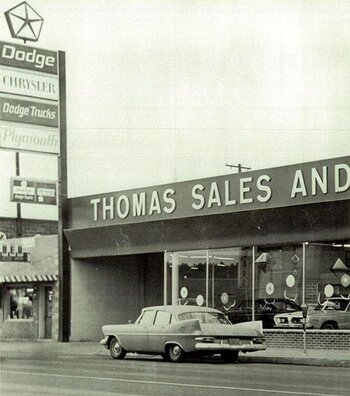 Dodge
CHRYSLER
Dodge Trucks
Plymouth
THOMAS SALES AND